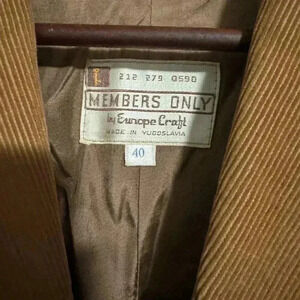 212 279 0590
MEMBERS ONLY
by Europe Craft
MADE IN YUGOSLAVIA
40